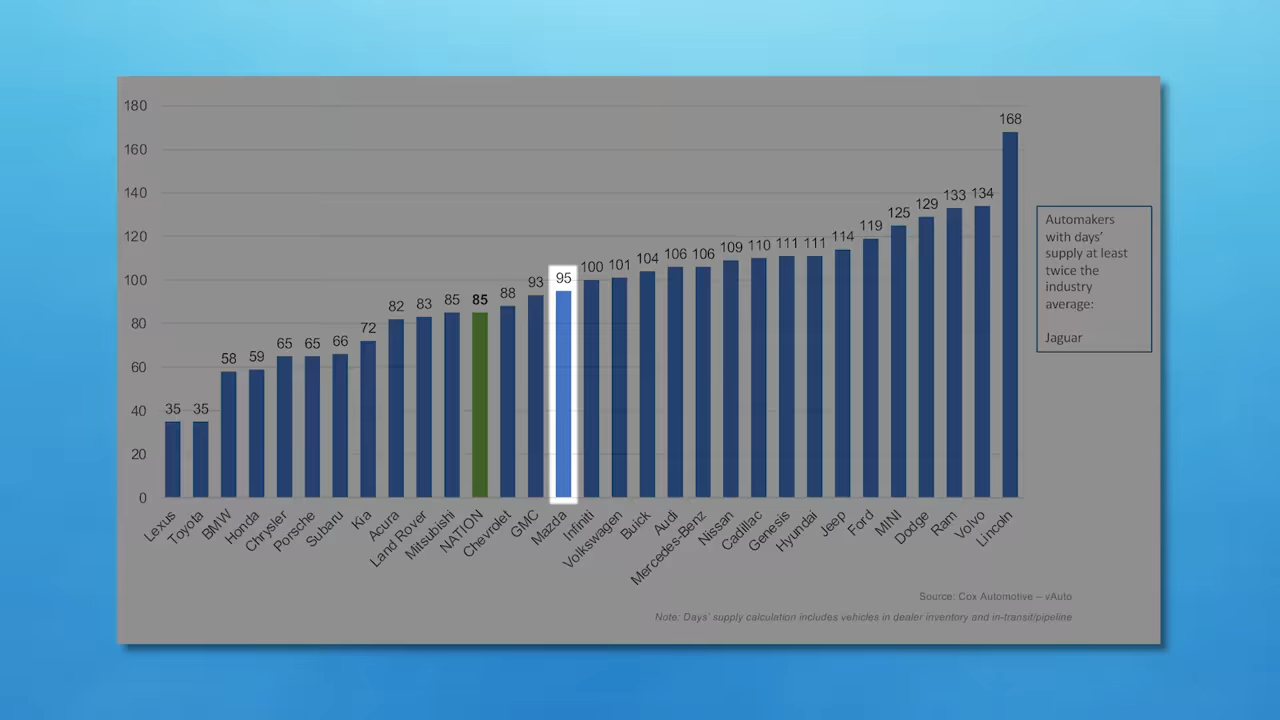 180
160
140
120
100
80
60
40
20
0
35
35
58
59
65
65
66
72
82
83
85
85
88
93
95
100
101
104
106
106
109
110
111
111
114
119
125
129
133
134
168
Lexus
Toyota
BMW
Honda
Chrysler
Porsche
Subaru
Kia
Acura
Land Rover
Mitsubishi
NATION
Chevrolet
GMC
Mazda
Infiniti
Volkswagen
Buick
Audi
Mercedes-Benz
Nissan
Cadillac
Genesis
Hyundai
Jeep
Ford
MINI
Dodge
Ram
Volvo
Lincoln
Automakers
with days’
supply at least
twice the
industry
average:
Jaguar
Source: Cox Automotive – vAuto
Note: Days’ supply calculation includes vehicles in dealer inventory and in-transit/pipeline